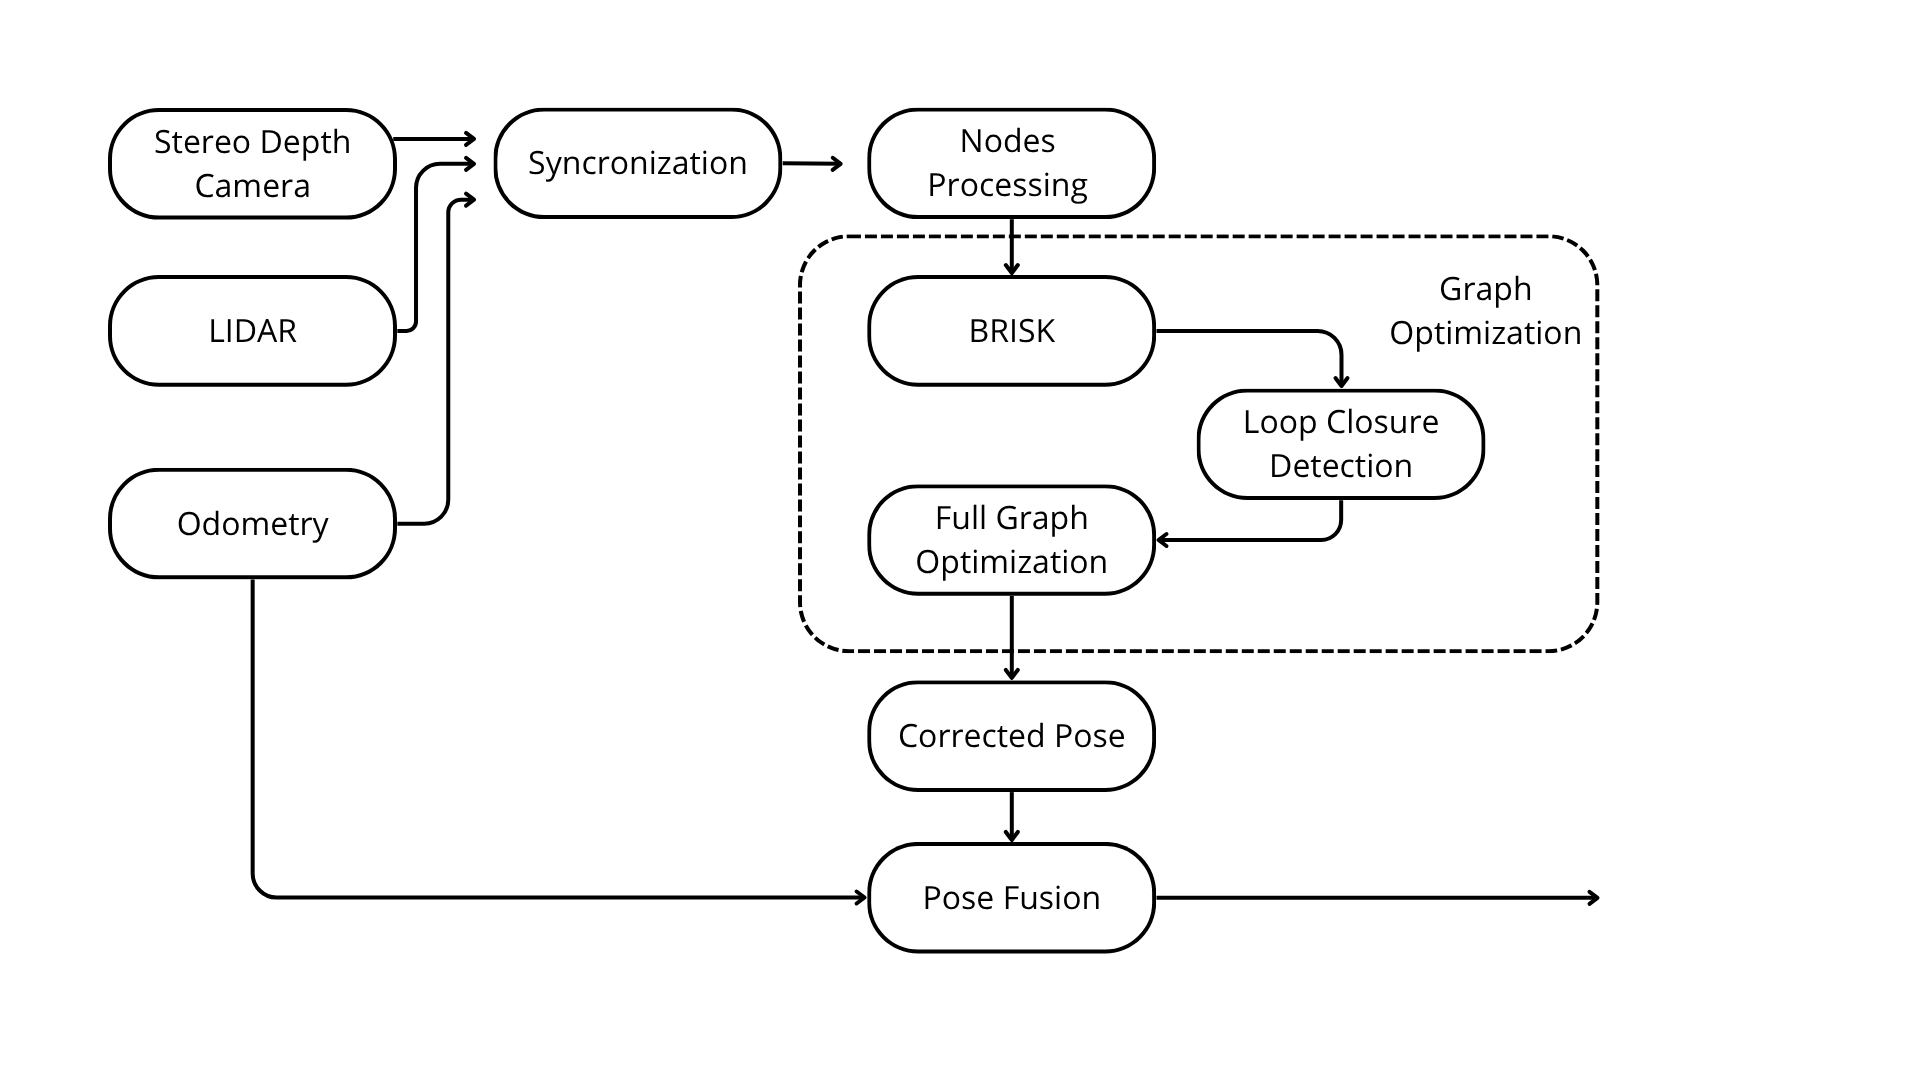 Stereo Depth
Camera
Syncronization
Nodes
Processing
LIDAR
BRISK
Graph
Optimization
Loop Closure
Detection
Odometry
Full Graph
Optimization
Corrected Pose
Pose Fusion